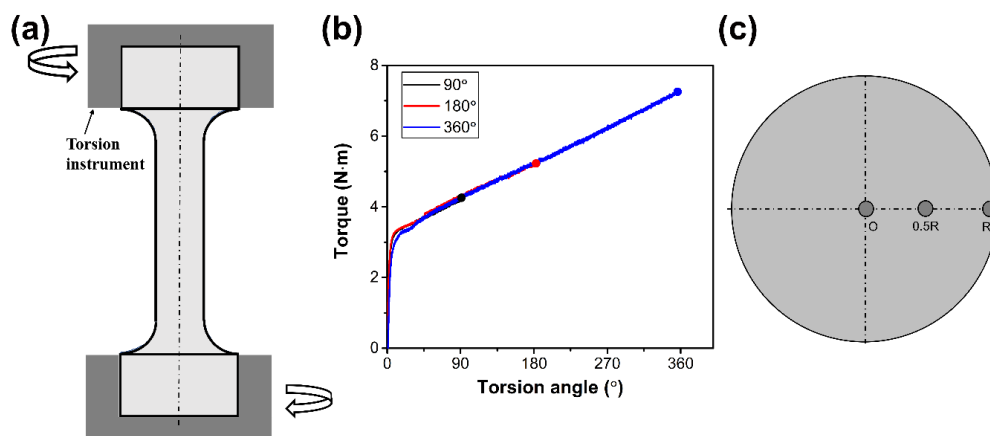 (a)
Torsion
instrument
(b)
Torque (N·m)
8
6
4
2
0
90°
180°
360°
0 90 180 270 360
Torsion angle (°)
(c)
O 0.5R R